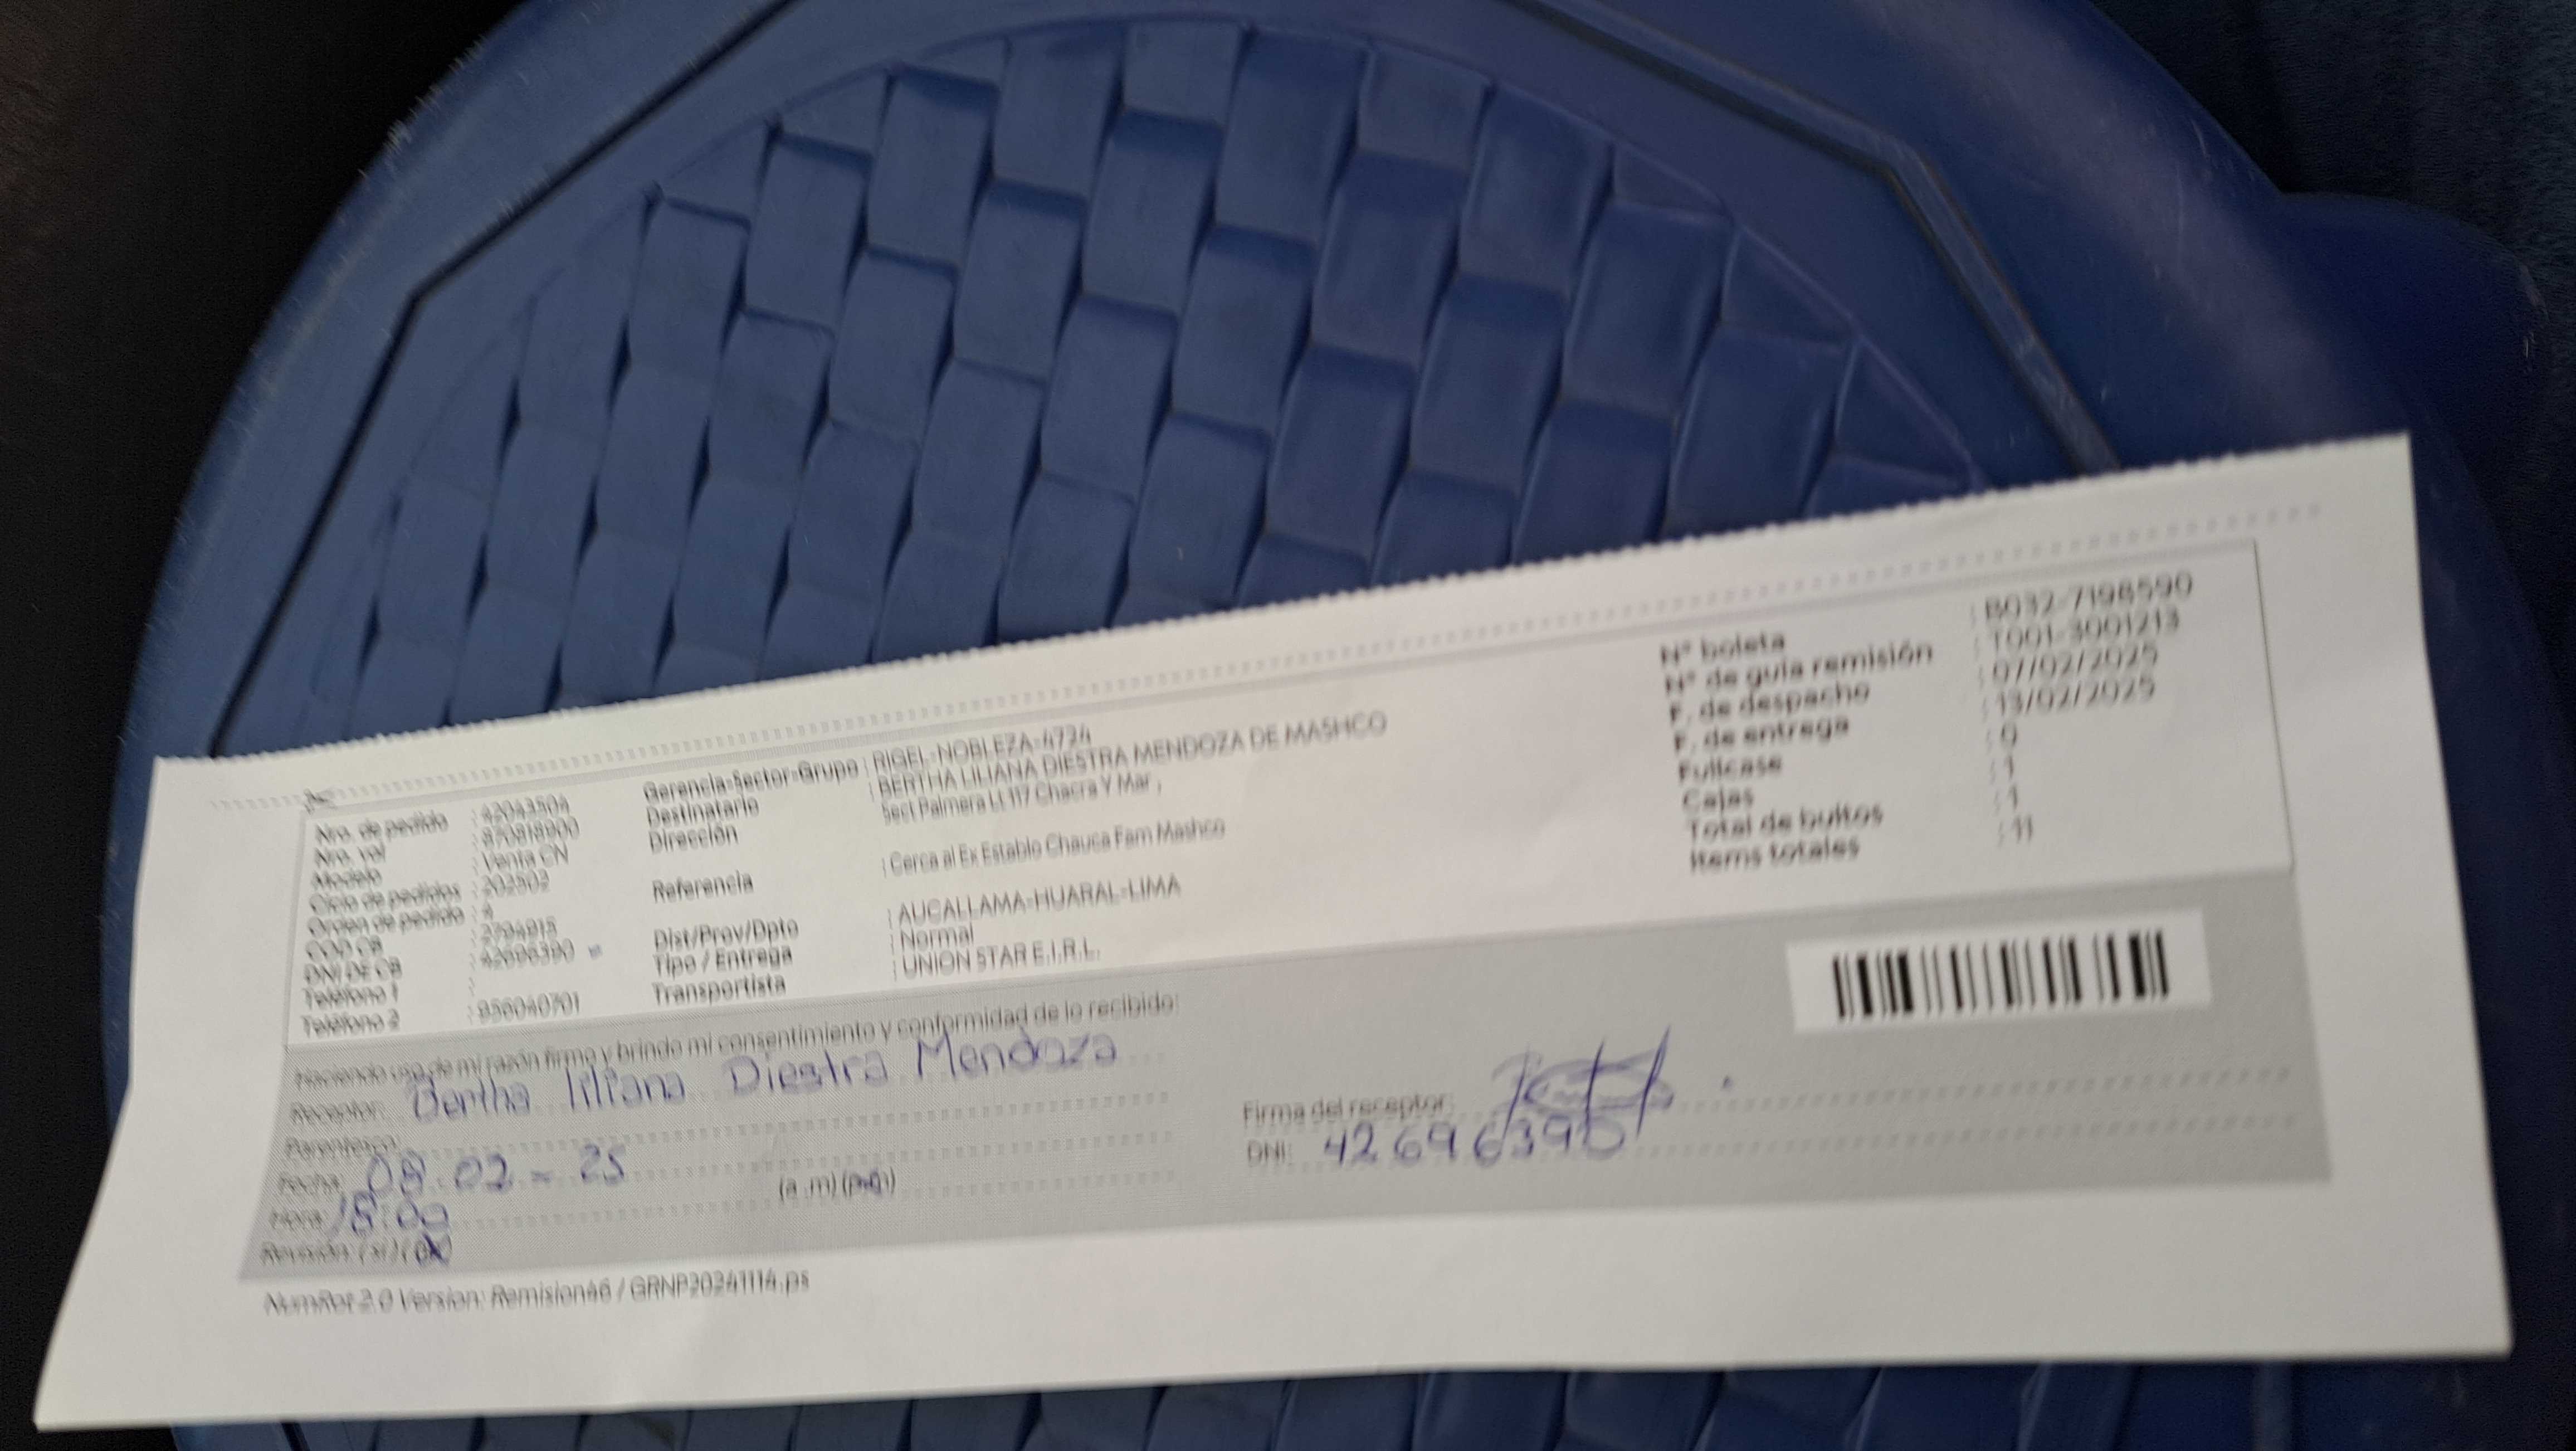 Nro. de pedido : 42043504
Nro. vol : 870818900
Modelo : Venta CN
Ciclo de pedidos : 202502
Orden de pedido : 4
COD CB : 2704915
DNI DE CB : 42696390
Teléfono 1 :
Teléfono 2 : 956040701
Gerencia-Sector-Grupo : RIGEL-NOBLEZA-4724
Destinatario : BERTHA LILIANA DIESTRA MENDOZA DE MASHCO
Dirección Sect Palmera Lt 117 Chacra Y Mar ,
Referencia : Cerca al Ex Establo Chauca Fam Mashco
Dist/Prov/Dpto : AUCALLAMA-HUARAL-LIMA
Tipo / Entrega : Normal
Transportista : UNION STAR E.I.R.L.
N° boleta : B032-7198590
N° de guía remisión : T001-3001213
F. de despacho : 07/02/2025
F. de entrega : 13/02/2025
Fullcase : 0
Cajas : 1
Total de bultos : 1
Items totales : 11
Haciendo uso de mi razón firmo y brindo mi consentimiento y conformidad de lo recibido:
Receptor: Bertha liliana Diestra Mendoza
Parentesco:
Fecha: 08.02-25
Hora: 18:00 (a.m) (p.m)
Revisión: (si)
Firma del receptor:
DNI: 42696390
NumRot 2.0 Version: Remision46 / GRNP20241114.ps